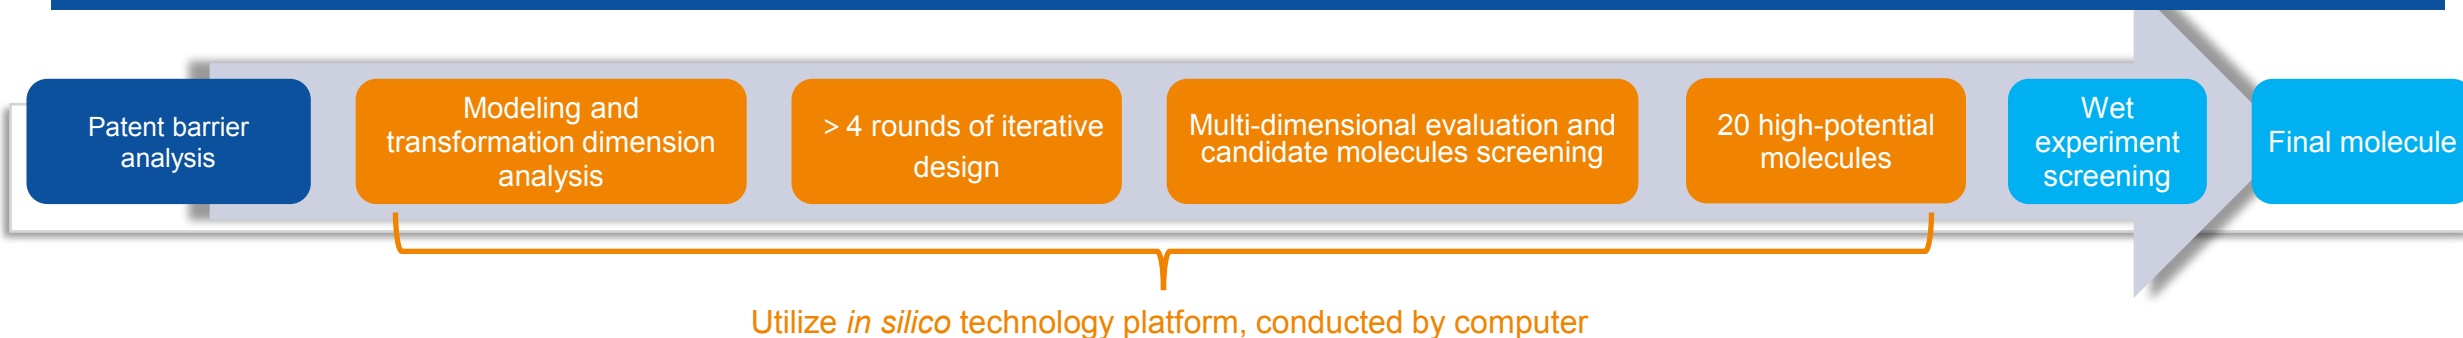 Patent barrier
analysis
Modeling and
transformation dimension
analysis
> 4 rounds of iterative
design
Multi-dimensional evaluation and
candidate molecules screening
20 high-potential
molecules
Wet
experiment
screening
Final molecule
Utilize in silico technology platform, conducted by computer